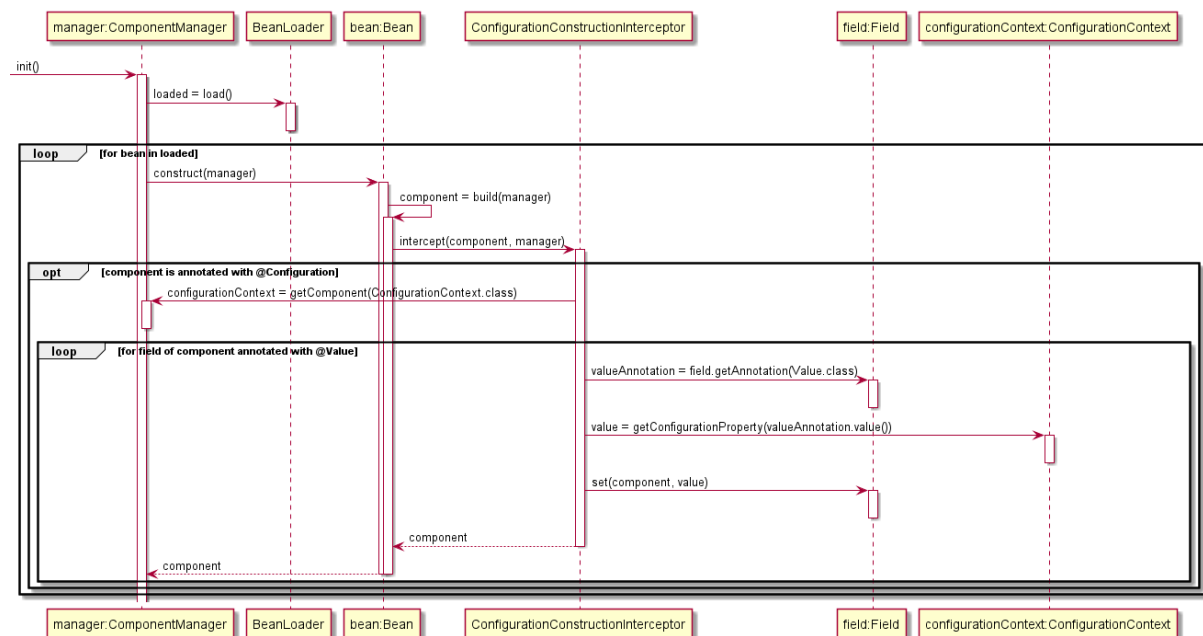 manager:ComponentManager BeanLoader bean:Bean ConfigurationConstructionInterceptor field:Field configurationContext:ConfigurationContext
init()
loaded = load()
loop [for bean in loaded]
construct(manager)
component = build(manager)
intercept(component, manager)
opt [component is annotated with @Configuration]
configurationContext = getComponent(ConfigurationContext.class)
loop [for field of component annotated with @Value]
valueAnnotation = field.getAnnotation(Value.class)
value = getConfigurationProperty(valueAnnotation.value())
set(component, value)
component
component
manager:ComponentManager BeanLoader bean:Bean ConfigurationConstructionInterceptor field:Field configurationContext:ConfigurationContext